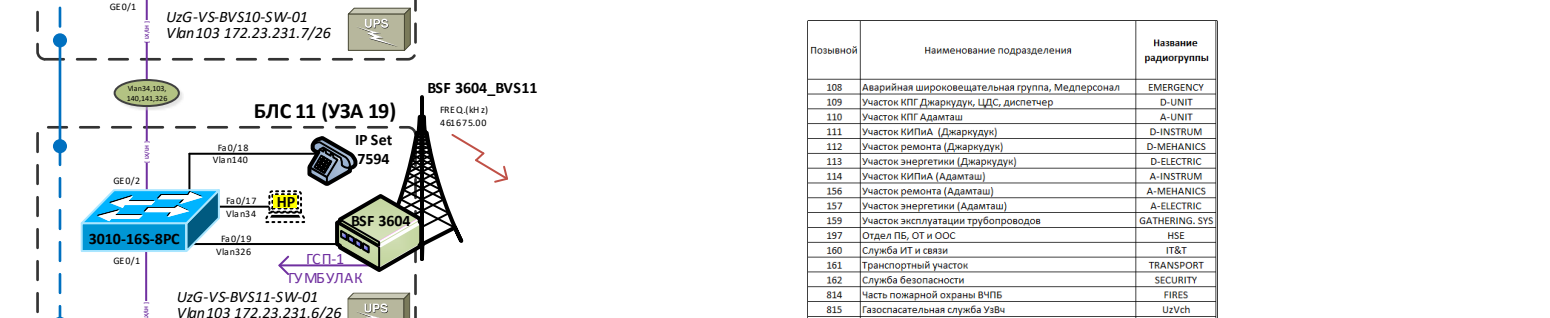 GE0/1
UzG-VS-BVS10-SW-01
Vlan103 172.23.231.7/26
UPS
Vlan34,103,
140,141,326
BSF 3604_BVS11
БЛС 11 (УЗА 19)
FREQ.(kHz)
461675.00
IP Set
7594
Fa0/18
Vlan140
GE0/2
Fa0/17
Vlan34
HP
BSF 3604
3010-16S-8PC
Fa0/19
Vlan326
GE0/1
ГСП-1
ТУМБУЛАК
UzG-VS-BVS11-SW-01
Vlan103 172.23.231.6/26
UPS
Позывной Наименование подразделения Название радиогруппы
108 Аварийная широковещательная группа, Медперсонал EMERGENCY
109 Участок КПГ Джаркудук, ЦДС, диспетчер D-UNIT
110 Участок КПГ Адамташ A-UNIT
111 Участок КИПиА (Джаркудук) D-INSTRUM
112 Участок ремонта (Джаркудук) D-MEHANICS
113 Участок энергетики (Джаркудук) D-ELECTRIC
114 Участок КИПиА (Адамташ) A-INSTRUM
156 Участок ремонта (Адамташ) A-MEHANICS
157 Участок энергетики (Адамташ) A-ELECTRIC
159 Участок эксплуатации трубопроводов GATHERING. SYS
197 Отдел ПБ, ОТ и ООС HSE
160 Служба ИТ и связи IT&T
161 Транспортный участок TRANSPORT
162 Служба безопасности SECURITY
814 Часть пожарной охраны ВЧПБ FIRES
815 Газоспасательная служба УзВч UzVch